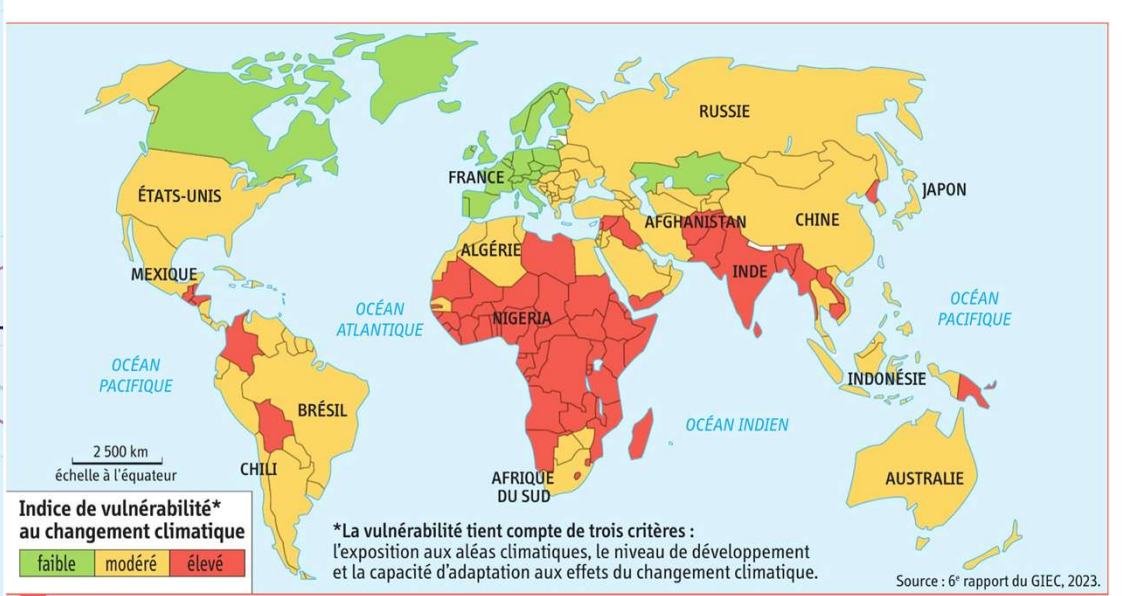 RUSSIE
FRANCE
JAPON
ÉTATS-UNIS
AFGHANISTAN
CHINE
ALGÉRIE
MEXIQUE
INDE
OCÉAN
ATLANTIQUE
NIGERIA
OCÉAN
PACIFIQUE
OCÉAN
PACIFIQUE
INDONÉSIE
BRÉSIL
OCÉAN INDIEN
2 500 km
échelle à l'équateur
CHILI
AFRIQUE
DU SUD
AUSTRALIE
Indice de vulnérabilité*
au changement climatique
faible modéré élevé
*La vulnérabilité tient compte de trois critères :
l'exposition aux aléas climatiques, le niveau de développement
et la capacité d'adaptation aux effets du changement climatique.
Source : 6e rapport du GIEC, 2023.